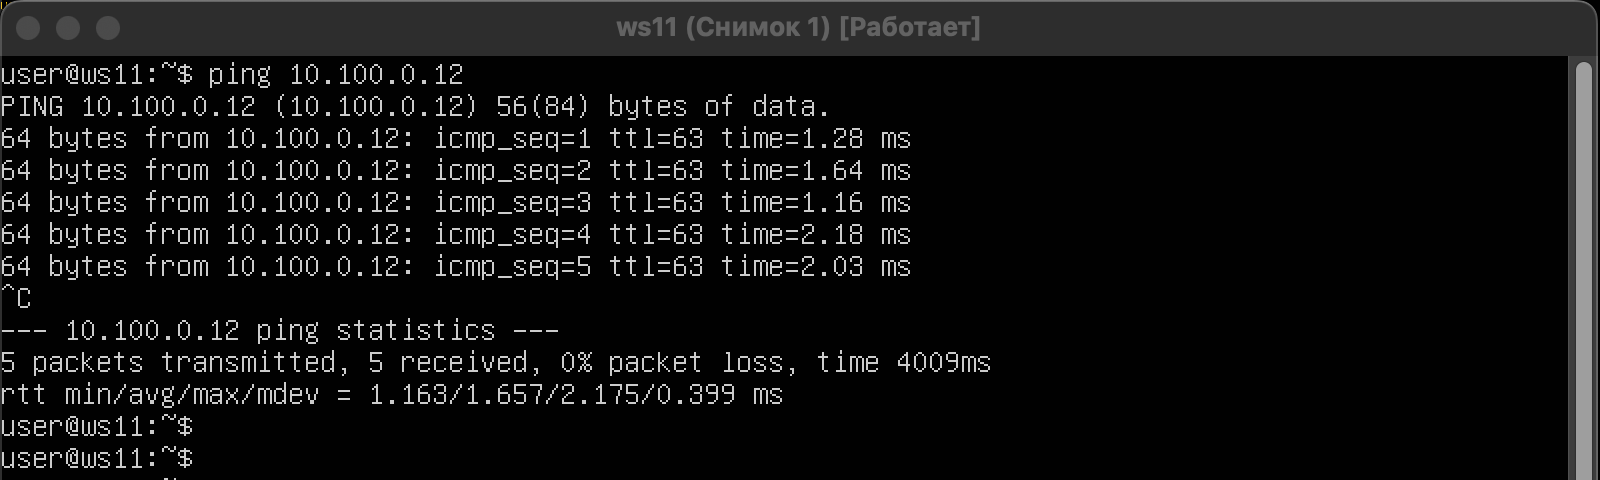 ws11 (Снимок 1) [Работает]
user@ws11:~$ ping 10.100.0.12
PING 10.100.0.12 (10.100.0.12) 56(84) bytes of data.
64 bytes from 10.100.0.12: icmp_seq=1 ttl=63 time=1.28 ms
64 bytes from 10.100.0.12: icmp_seq=2 ttl=63 time=1.64 ms
64 bytes from 10.100.0.12: icmp_seq=3 ttl=63 time=1.16 ms
64 bytes from 10.100.0.12: icmp_seq=4 ttl=63 time=2.18 ms
64 bytes from 10.100.0.12: icmp_seq=5 ttl=63 time=2.03 ms
^C
--- 10.100.0.12 ping statistics ---
5 packets transmitted, 5 received, 0% packet loss, time 4009ms
rtt min/avg/max/mdev = 1.163/1.657/2.175/0.399 ms
user@ws11:~$
user@ws11:~$